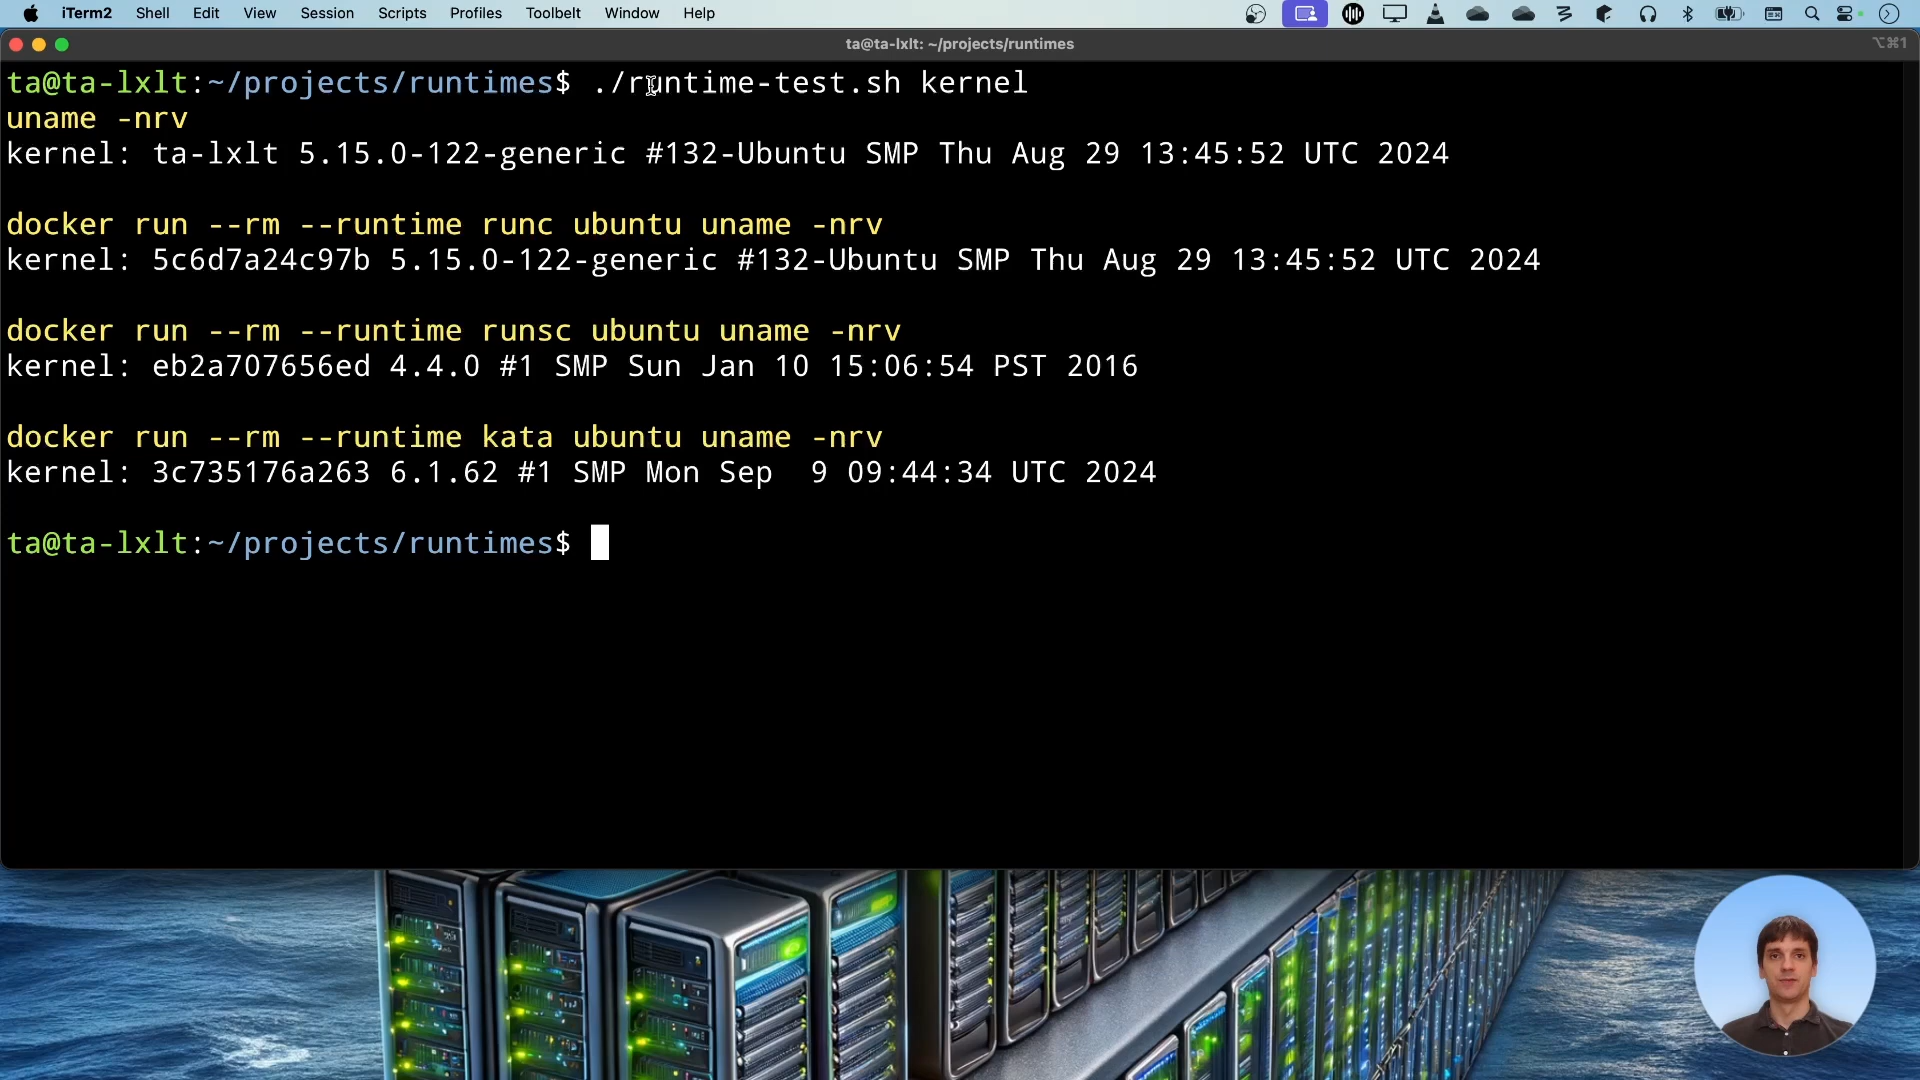 iTerm2 Shell Edit View Session Scripts Profiles Toolbelt Window Help
ta@ta-lxlt: ~/projects/runtimes
⌥⌘1
ta@ta-lxlt:~/projects/runtimes$ ./runtime-test.sh kernel
uname -nrv
kernel: ta-lxlt 5.15.0-122-generic #132-Ubuntu SMP Thu Aug 29 13:45:52 UTC 2024
docker run --rm --runtime runc ubuntu uname -nrv
kernel: 5c6d7a24c97b 5.15.0-122-generic #132-Ubuntu SMP Thu Aug 29 13:45:52 UTC 2024
docker run --rm --runtime runsc ubuntu uname -nrv
kernel: eb2a707656ed 4.4.0 #1 SMP Sun Jan 10 15:06:54 PST 2016
docker run --rm --runtime kata ubuntu uname -nrv
kernel: 3c735176a263 6.1.62 #1 SMP Mon Sep  9 09:44:34 UTC 2024
ta@ta-lxlt:~/projects/runtimes$